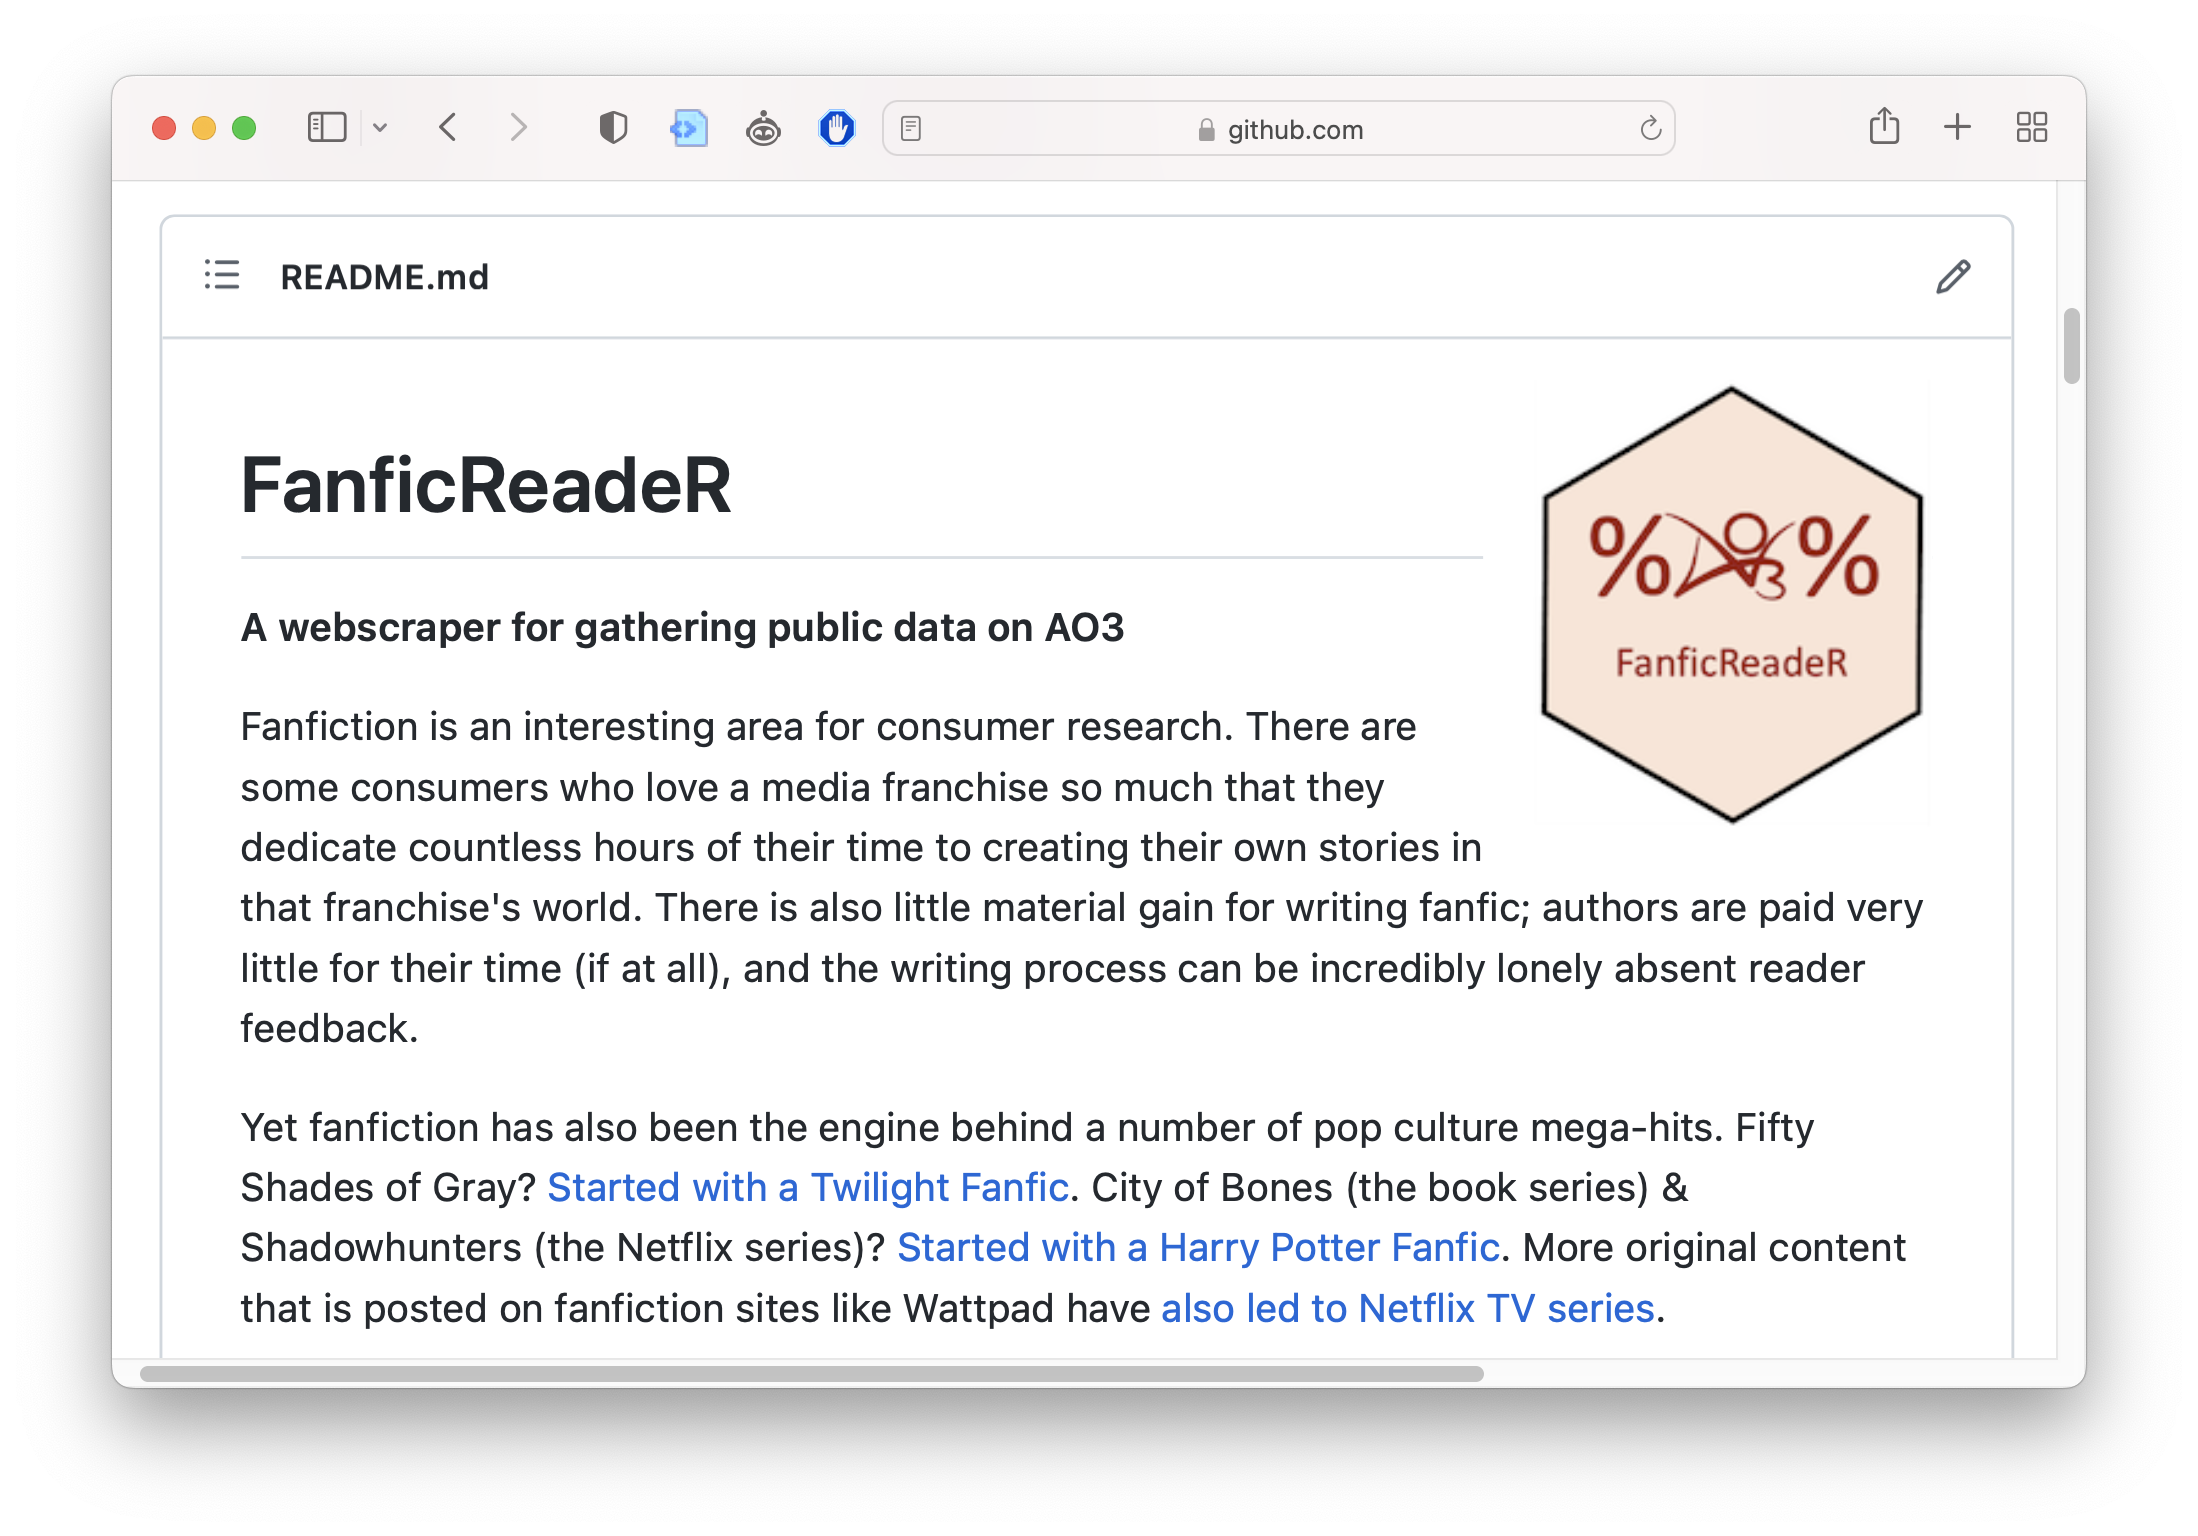 github.com
README.md
FanficReadeR
%AO3%
FanficReadeR
A webscraper for gathering public data on AO3
Fanfiction is an interesting area for consumer research. There are
some consumers who love a media franchise so much that they
dedicate countless hours of their time to creating their own stories in
that franchise's world. There is also little material gain for writing fanfic; authors are paid very
little for their time (if at all), and the writing process can be incredibly lonely absent reader
feedback.
Yet fanfiction has also been the engine behind a number of pop culture mega-hits. Fifty
Shades of Gray? Started with a Twilight Fanfic. City of Bones (the book series) &
Shadowhunters (the Netflix series)? Started with a Harry Potter Fanfic. More original content
that is posted on fanfiction sites like Wattpad have also led to Netflix TV series.